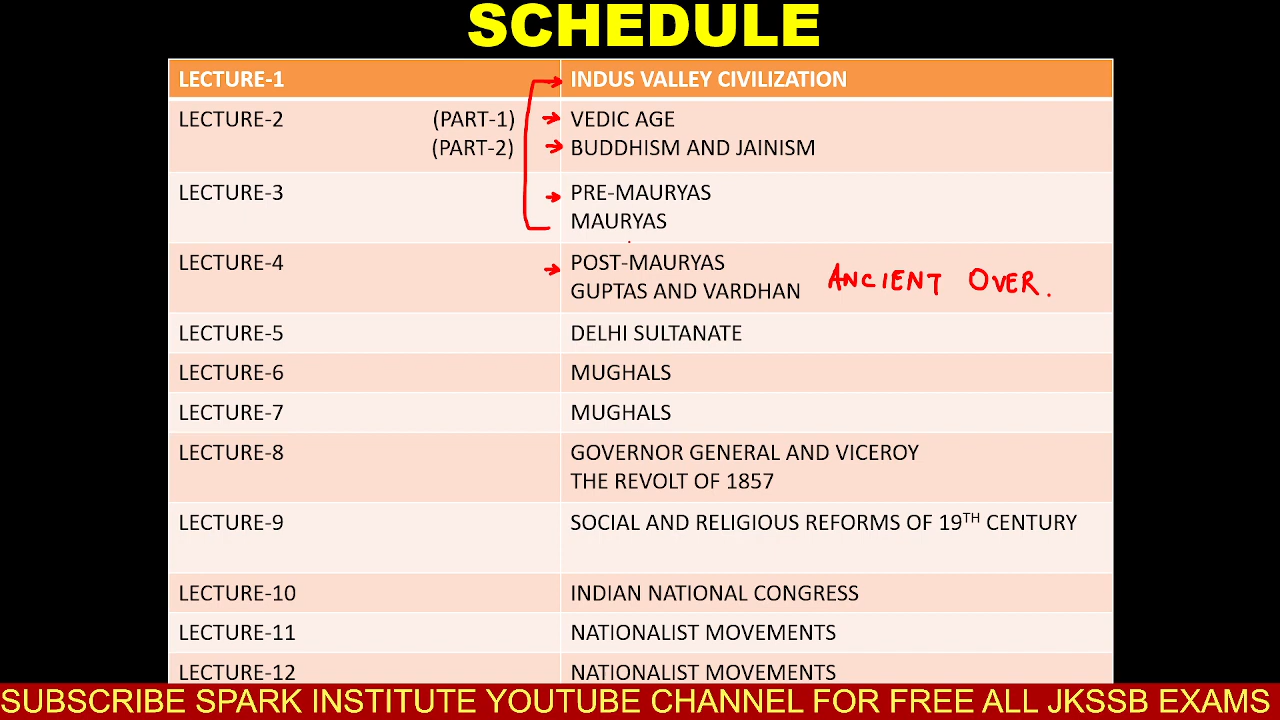 SCHEDULE
LECTURE-1 INDUS VALLEY CIVILIZATION
LECTURE-2 (PART-1) VEDIC AGE
(PART-2) BUDDHISM AND JAINISM
LECTURE-3 PRE-MAURYAS
MAURYAS
LECTURE-4 POST-MAURYAS
GUPTAS AND VARDHAN ANCIENT OVER.
LECTURE-5 DELHI SULTANATE
LECTURE-6 MUGHALS
LECTURE-7 MUGHALS
LECTURE-8 GOVERNOR GENERAL AND VICEROY
THE REVOLT OF 1857
LECTURE-9 SOCIAL AND RELIGIOUS REFORMS OF 19TH CENTURY
LECTURE-10 INDIAN NATIONAL CONGRESS
LECTURE-11 NATIONALIST MOVEMENTS
LECTURE-12 NATIONALIST MOVEMENTS
SUBSCRIBE SPARK INSTITUTE YOUTUBE CHANNEL FOR FREE ALL JKSSB EXAMS